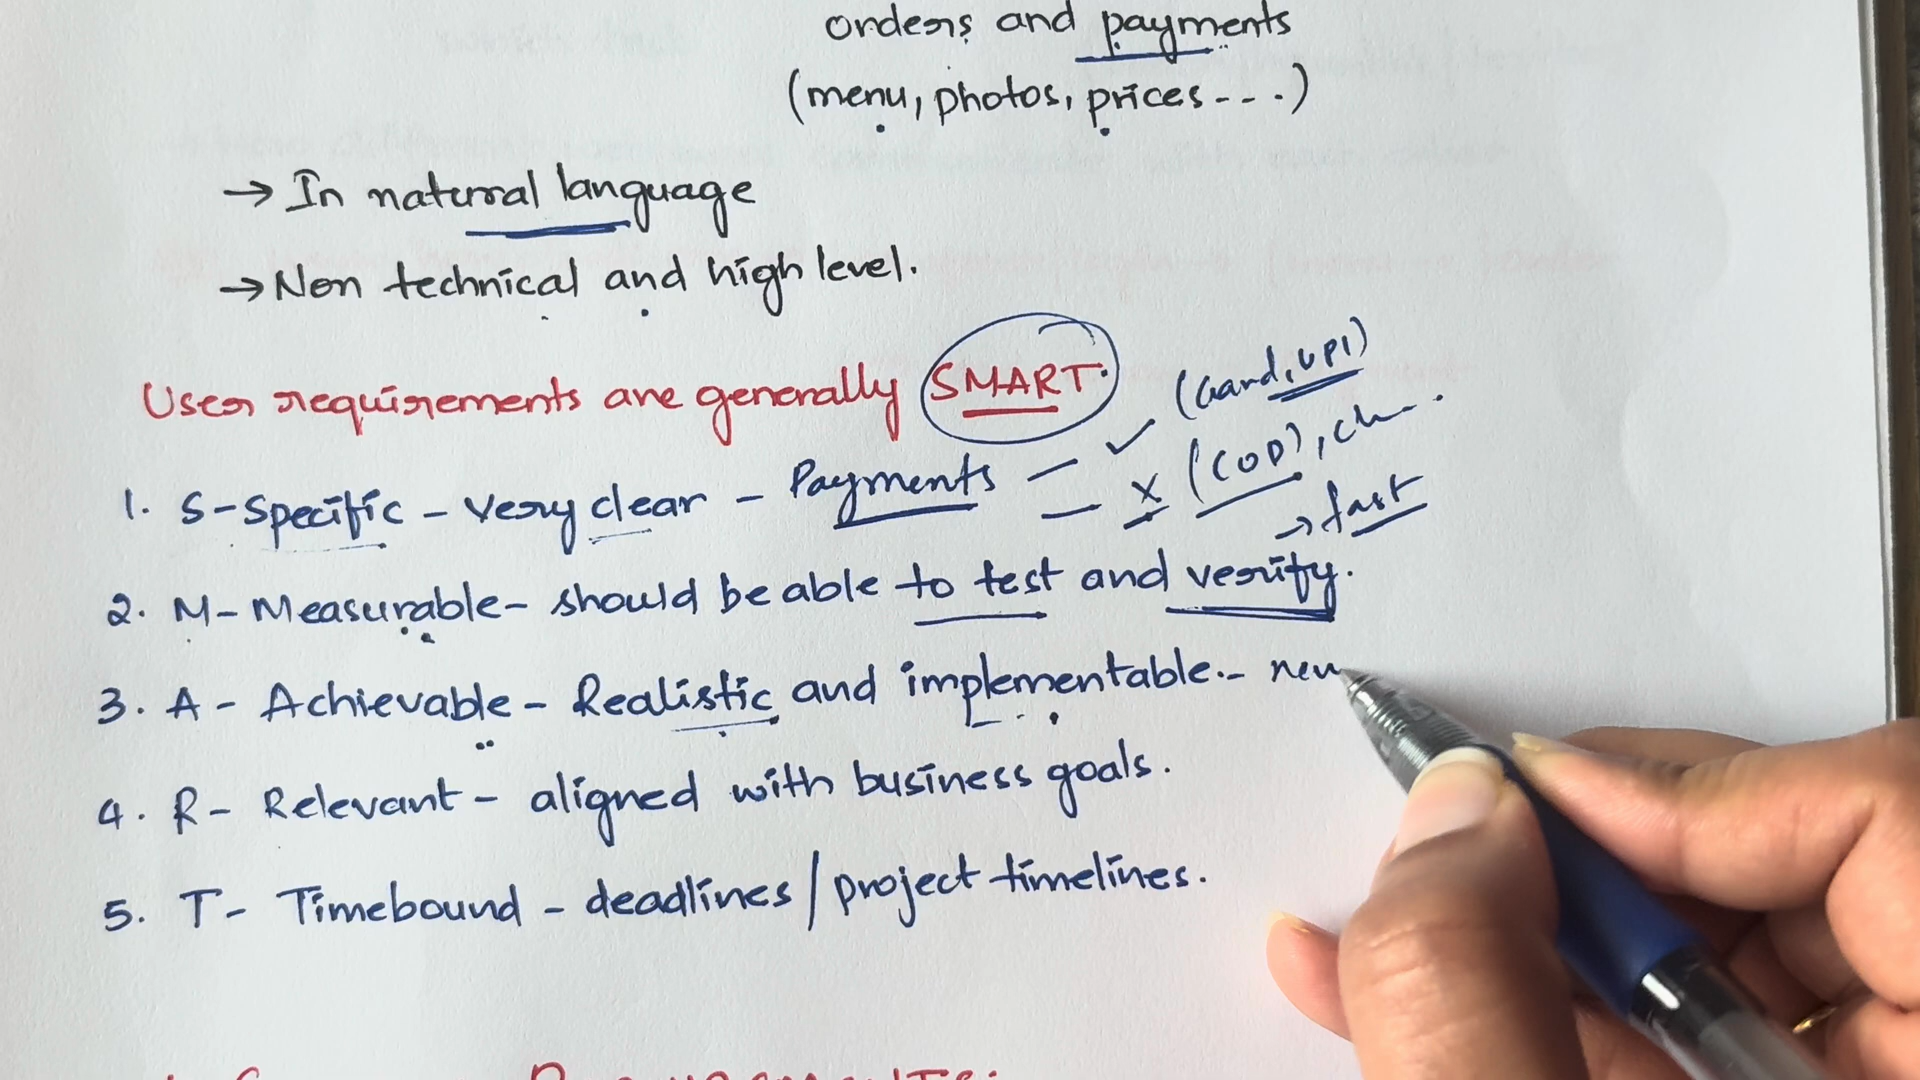 orders and payments
(menu, photos, prices ---.)
→ In natural language
→ Non technical and high level.
User requirements are generally SMART.
(card, UPI)
1. S - Specific - very clear - Payments - ✓
- x (COD), ch---.
→ fast
2. M - Measurable - should be able to test and verify.
3. A - Achievable - Realistic and implementable. - new
4. R - Relevant - aligned with business goals.
5. T - Timebound - deadlines / project timelines.